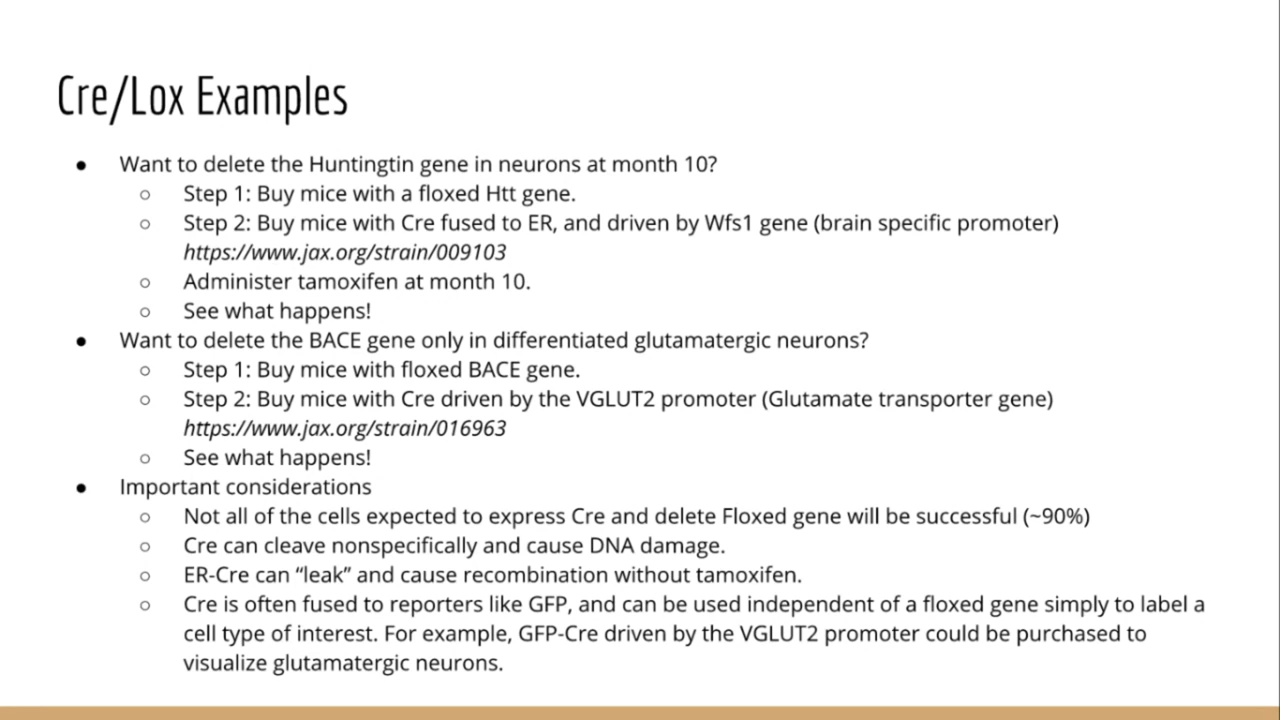 Cre/Lox Examples
● Want to delete the Huntingtin gene in neurons at month 10?
○ Step 1: Buy mice with a floxed Htt gene.
○ Step 2: Buy mice with Cre fused to ER, and driven by Wfs1 gene (brain specific promoter)
https://www.jax.org/strain/009103
○ Administer tamoxifen at month 10.
○ See what happens!
● Want to delete the BACE gene only in differentiated glutamatergic neurons?
○ Step 1: Buy mice with floxed BACE gene.
○ Step 2: Buy mice with Cre driven by the VGLUT2 promoter (Glutamate transporter gene)
https://www.jax.org/strain/016963
○ See what happens!
● Important considerations
○ Not all of the cells expected to express Cre and delete Floxed gene will be successful (~90%)
○ Cre can cleave nonspecifically and cause DNA damage.
○ ER-Cre can “leak” and cause recombination without tamoxifen.
○ Cre is often fused to reporters like GFP, and can be used independent of a floxed gene simply to label a
cell type of interest. For example, GFP-Cre driven by the VGLUT2 promoter could be purchased to
visualize glutamatergic neurons.